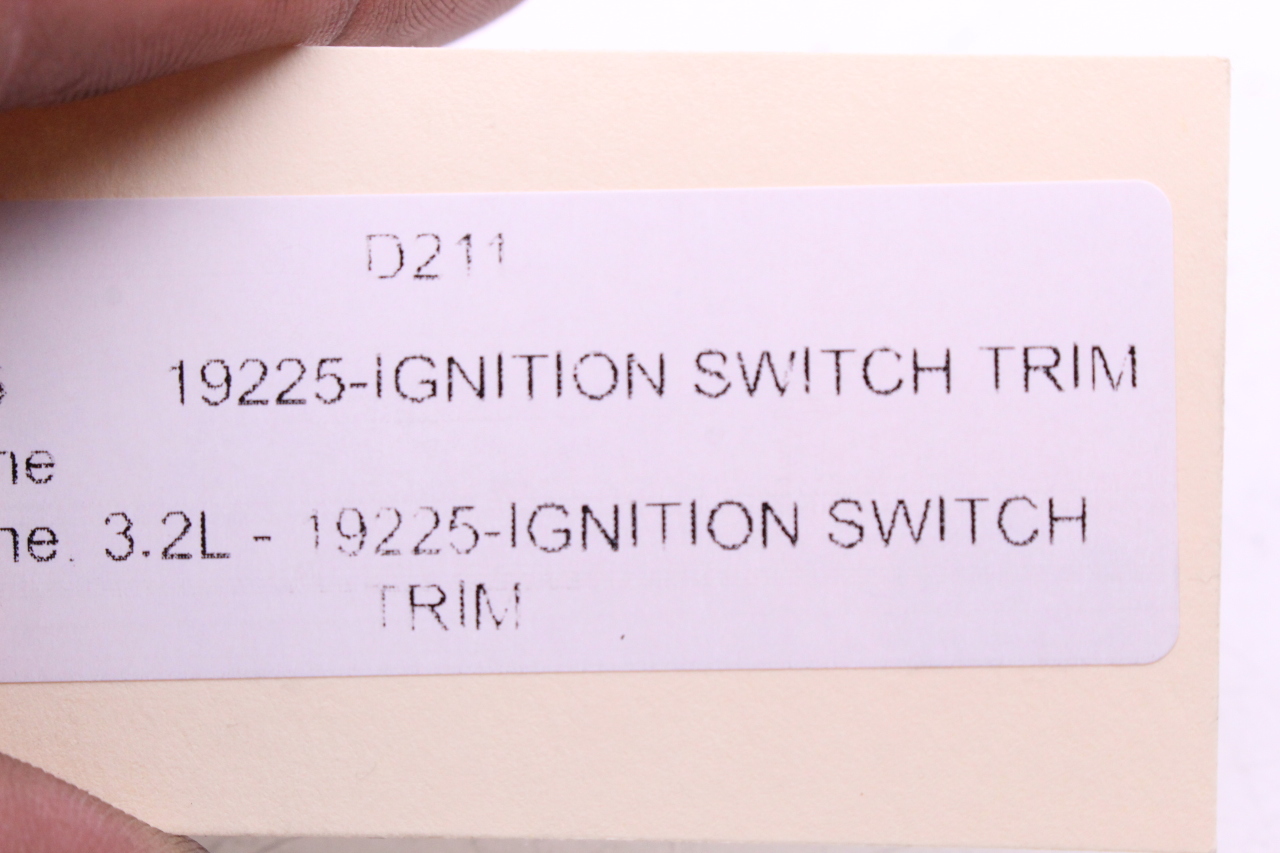 D211
19225-IGNITION SWITCH TRIM
ne
ne. 3.2L - 19225-IGNITION SWITCH
TRIM